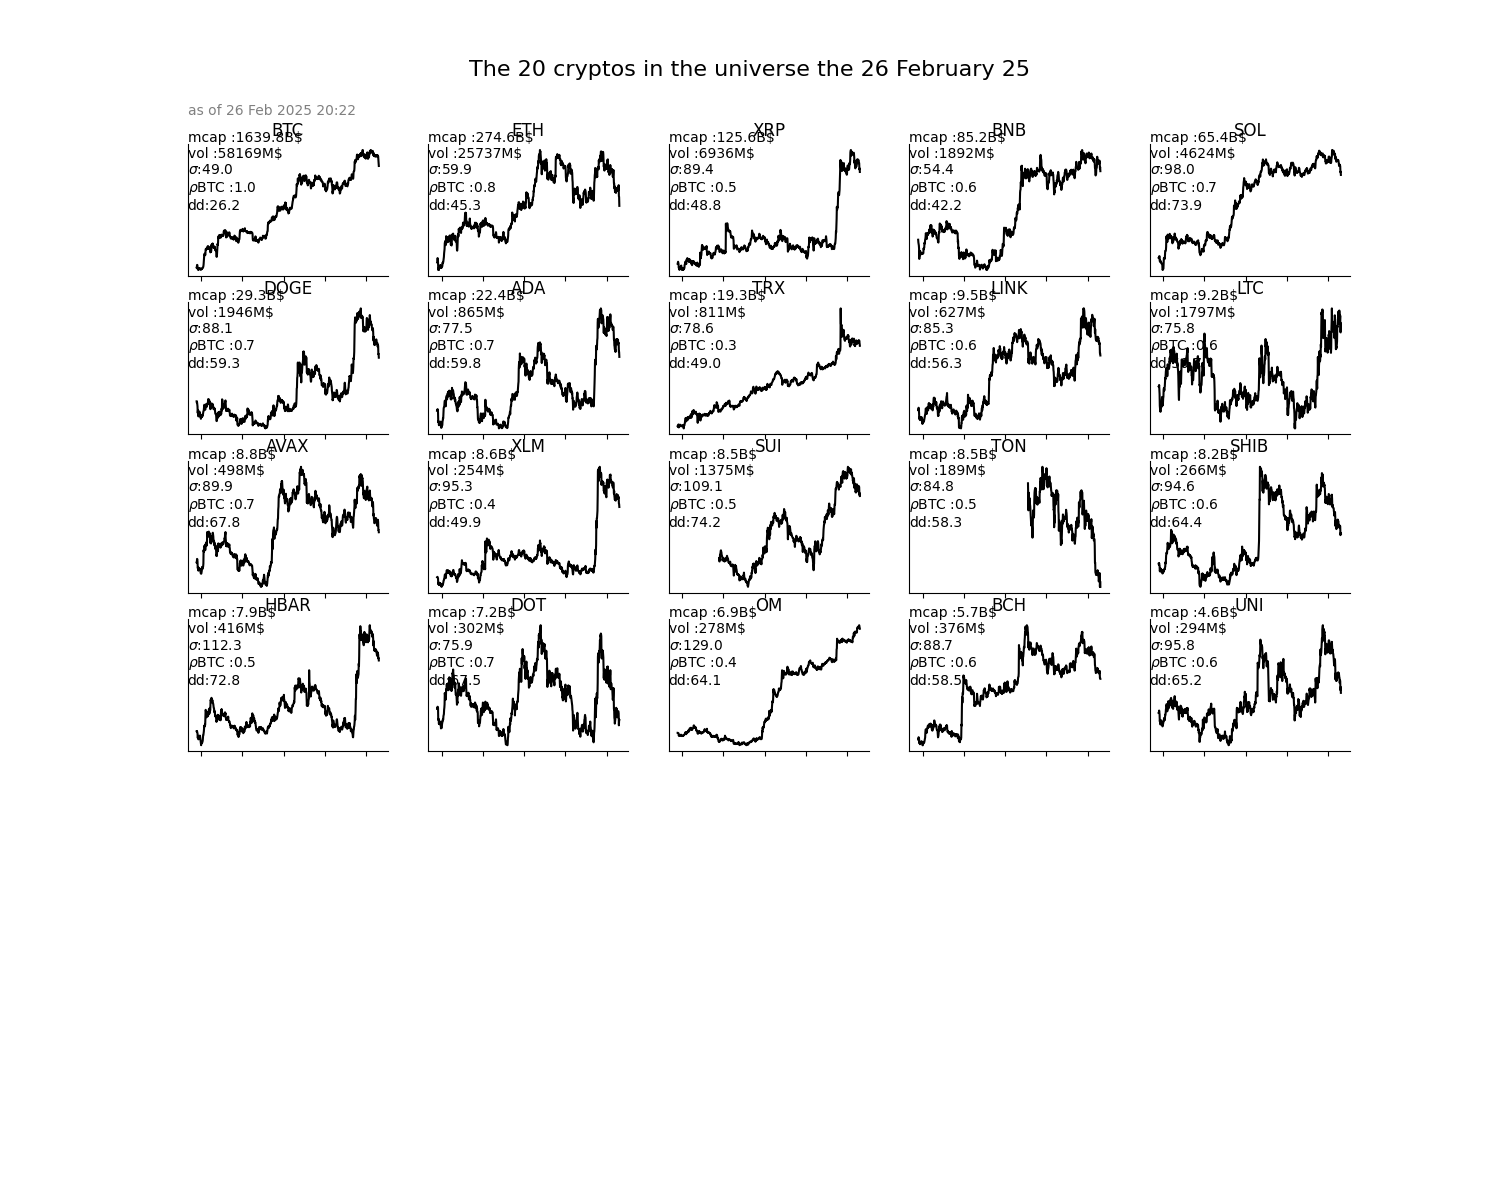 The 20 cryptos in the universe the 26 February 25
as of 26 Feb 2025 20:22
BTC
mcap :1639.8B$
vol :58169M$
σ:49.0
ρBTC :1.0
dd:26.2
ETH
mcap :274.6B$
vol :25737M$
σ:59.9
ρBTC :0.8
dd:45.3
XRP
mcap :125.6B$
vol :6936M$
σ:89.4
ρBTC :0.5
dd:48.8
BNB
mcap :85.2B$
vol :1892M$
σ:54.4
ρBTC :0.6
dd:42.2
SOL
mcap :65.4B$
vol :4624M$
σ:98.0
ρBTC :0.7
dd:73.9
DOGE
mcap :29.3B$
vol :1946M$
σ:88.1
ρBTC :0.7
dd:59.3
ADA
mcap :22.4B$
vol :865M$
σ:77.5
ρBTC :0.7
dd:59.8
TRX
mcap :19.3B$
vol :811M$
σ:78.6
ρBTC :0.3
dd:49.0
LINK
mcap :9.5B$
vol :627M$
σ:85.3
ρBTC :0.6
dd:56.3
LTC
mcap :9.2B$
vol :1797M$
σ:75.8
ρBTC :0.6
AVAX
mcap :8.8B$
vol :498M$
σ:89.9
ρBTC :0.7
dd:67.8
XLM
mcap :8.6B$
vol :254M$
σ:95.3
ρBTC :0.4
dd:49.9
SUI
mcap :8.5B$
vol :1375M$
σ:109.1
ρBTC :0.5
dd:74.2
TON
mcap :8.5B$
vol :189M$
σ:84.8
ρBTC :0.5
dd:58.3
SHIB
mcap :8.2B$
vol :266M$
σ:94.6
ρBTC :0.6
dd:64.4
HBAR
mcap :7.9B$
vol :416M$
σ:112.3
ρBTC :0.5
dd:72.8
DOT
mcap :7.2B$
vol :302M$
σ:75.9
ρBTC :0.7
dd:67.5
OM
mcap :6.9B$
vol :278M$
σ:129.0
ρBTC :0.4
dd:64.1
BCH
mcap :5.7B$
vol :376M$
σ:88.7
ρBTC :0.6
dd:58.5
UNI
mcap :4.6B$
vol :294M$
σ:95.8
ρBTC :0.6
dd:65.2